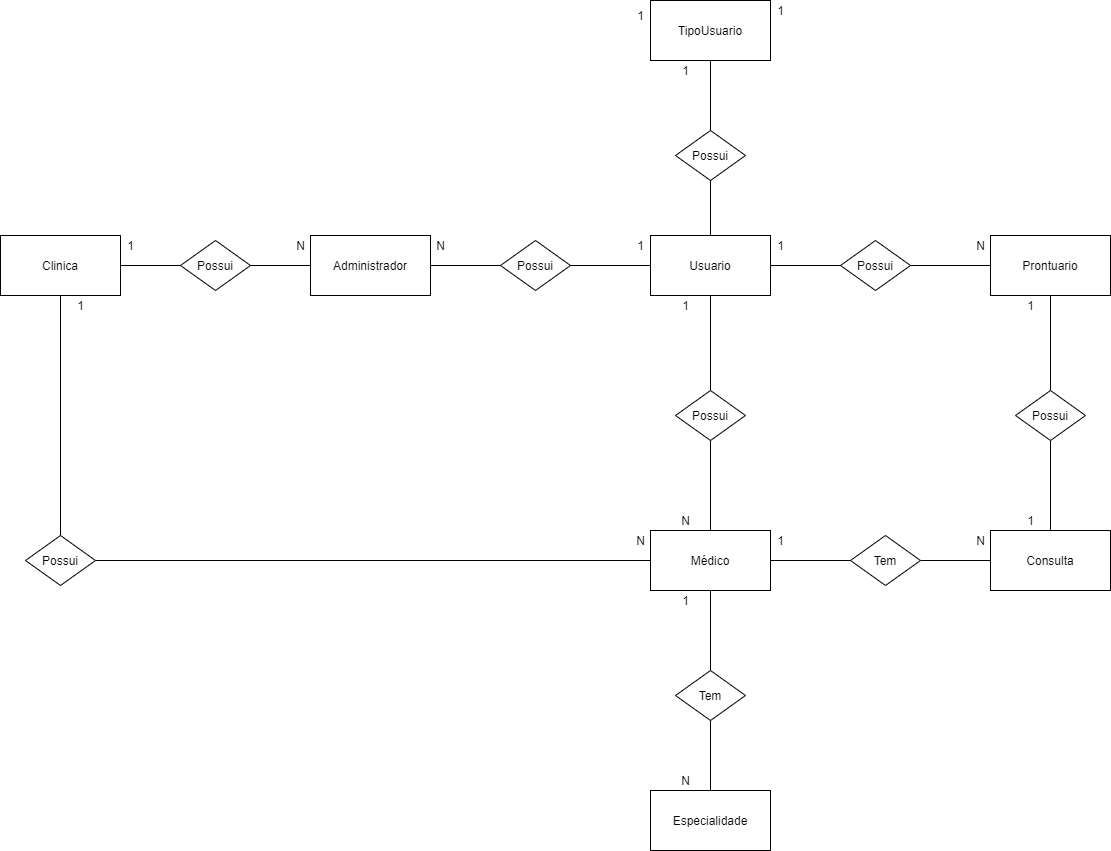 1
TipoUsuario
1
1
Possui
Clinica
1
Possui
N
Administrador
N
Possui
1
Usuario
1
Possui
N
Prontuario
1
1
1
Possui
Possui
N
1
Possui
N
Médico
1
Tem
N
Consulta
1
Tem
N
Especialidade